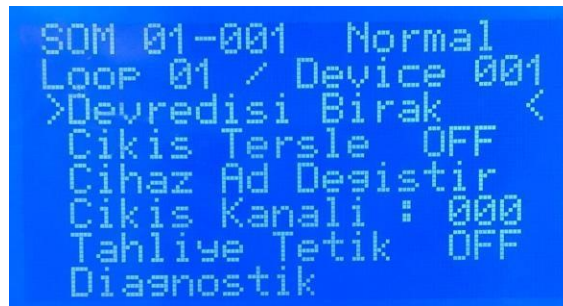 SOM 01-001 Normal
Loop 01 / Device 001
>Devredisi Birak <
Cikis Tersle OFF
Cihaz Ad Degistir
Cikis Kanali : 000
Tahliye Tetik OFF
Diagnostik